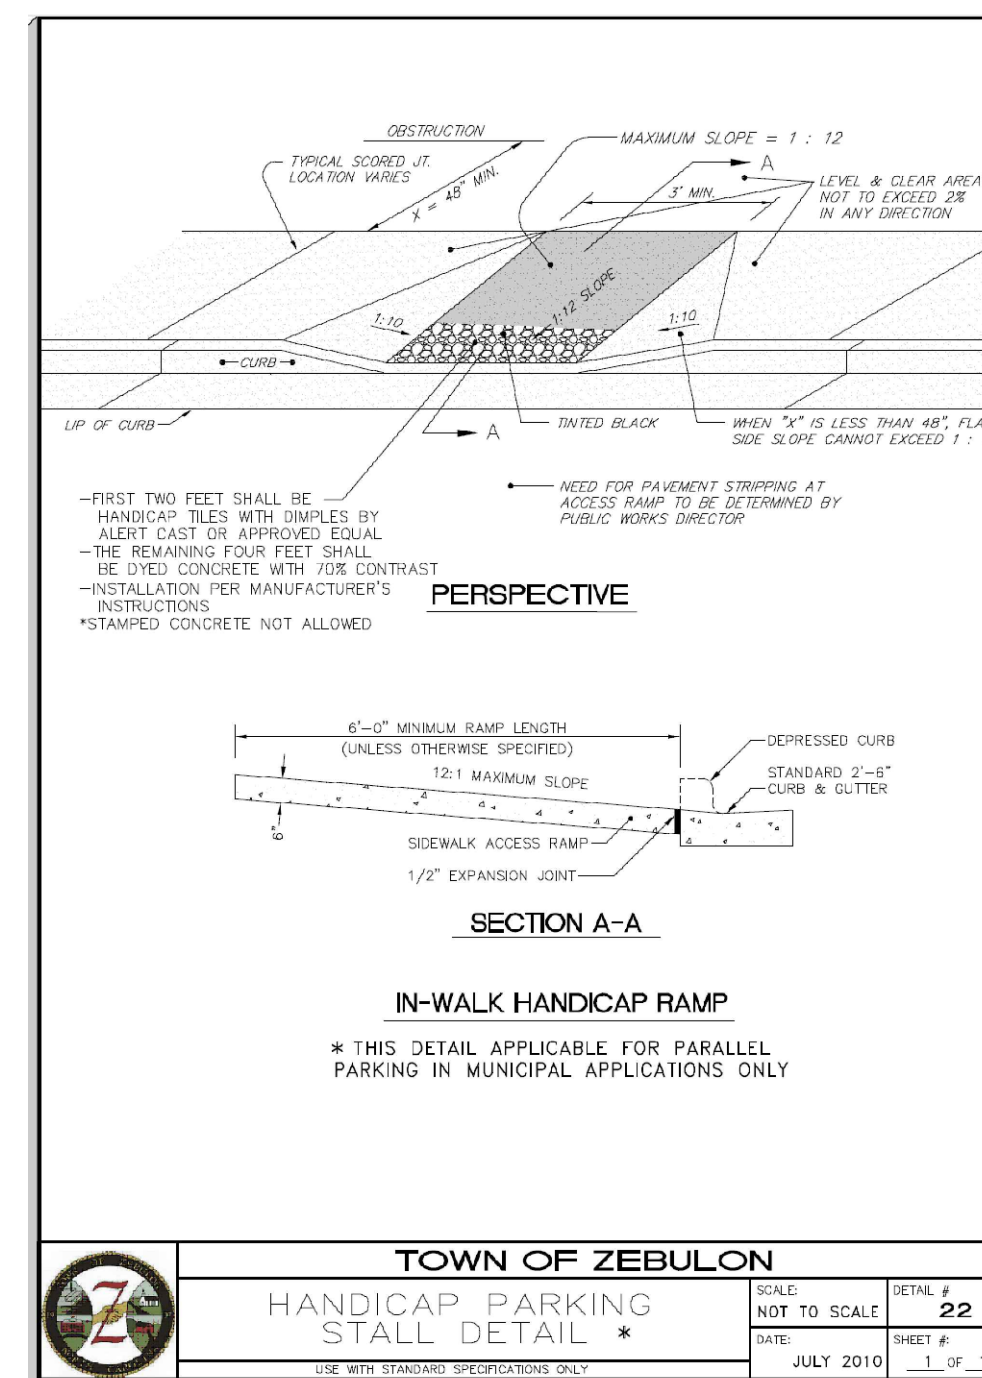 OBSTRUCTION
MAXIMUM SLOPE = 1 : 12
TYPICAL SCORED JT.
LOCATION VARIES
X = 48" MIN.
A
3' MIN.
LEVEL & CLEAR AREA
NOT TO EXCEED 2%
IN ANY DIRECTION
1:12 SLOPE
1:10
1:10
CURB
LIP OF CURB
A
TINTED BLACK
WHEN "X" IS LESS THAN 48", FLA
SIDE SLOPE CANNOT EXCEED 1 :
NEED FOR PAVEMENT STRIPPING AT
ACCESS RAMP TO BE DETERMINED BY
PUBLIC WORKS DIRECTOR
-FIRST TWO FEET SHALL BE
HANDICAP TILES WITH DIMPLES BY
ALERT CAST OR APPROVED EQUAL
-THE REMAINING FOUR FEET SHALL
BE DYED CONCRETE WITH 70% CONTRAST
-INSTALLATION PER MANUFACTURER'S
INSTRUCTIONS
*STAMPED CONCRETE NOT ALLOWED
PERSPECTIVE
6'-0" MINIMUM RAMP LENGTH
(UNLESS OTHERWISE SPECIFIED)
12:1 MAXIMUM SLOPE
DEPRESSED CURB
STANDARD 2'-6"
CURB & GUTTER
6"
SIDEWALK ACCESS RAMP
1/2" EXPANSION JOINT
SECTION A-A
IN-WALK HANDICAP RAMP
* THIS DETAIL APPLICABLE FOR PARALLEL
PARKING IN MUNICIPAL APPLICATIONS ONLY
Z
TOWN OF ZEBULON
HANDICAP PARKING
STALL DETAIL *
USE WITH STANDARD SPECIFICATIONS ONLY
SCALE:
NOT TO SCALE
DETAIL #
22
DATE:
JULY 2010
SHEET #:
1 OF